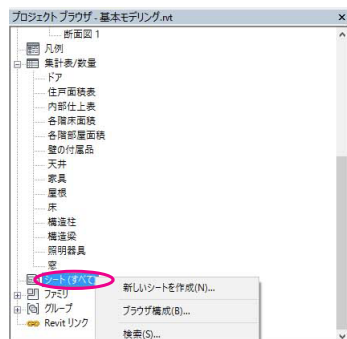 プロジェクト ブラウザ - 基本モデリング.rvt
断面図 1
凡例
集計表/数量
ドア
住戸面積表
内部仕上表
各階床面積
各階部屋面積
壁の付属品
天井
家具
屋根
床
構造柱
構造梁
照明器具
窓
シート (すべて)
新しいシートを作成(N)...
ファミリ
グループ
ブラウザ構成(B)...
Revit リンク
検索(S)...